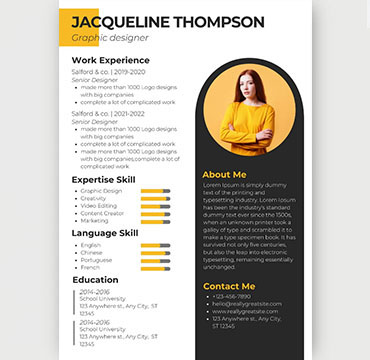 JACQUELINE THOMPSON
Graphic designer
Work Experience
Salford & co. | 2019-2020
Senior Designer
made more than 1000 Logo designs
with big companies
complete a lot of complicated work
Salford & co. | 2021-2022
Senior Designer
made more than 1000 Logo designs
with big companies
made more than 1000 Logo designs
with big companies,complete a lot of
complicated work
Expertise Skill
Graphic Design
Creativity
Video Editing
Content Creator
Marketing
Language Skill
English
Chinese
Portuguese
French
Education
2014-2016
School University
123 Anywhere st., Any City, ST
12345
2014-2016
School University
123 Anywhere st., Any City, ST
12345
About Me
Lorem Ipsum is simply dummy
text of the printing and
typesetting industry. Lorem
Ipsum has been the industry's
standard dummy text ever
since the 1500s, when an
unknown printer took a galley
of type and scrambled it to
make a type specimen book. It has
survived not only five centuries,
but also the leap into electronic
typesetting, remaining essentially
unchanged.
Contact Me
+123-456-7890
hello@reallygreatsite.com
www.reallygreatsite.com
123 Anywhere st., Any City,
ST 12345